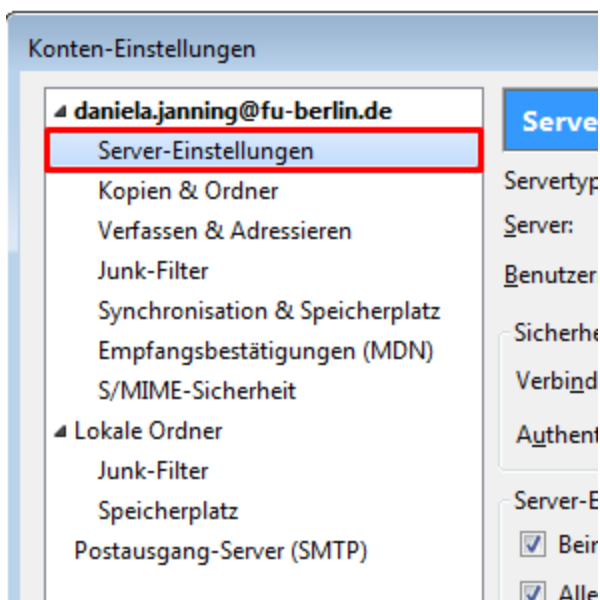 Konten-Einstellungen
daniela.janning@fu-berlin.de
Server-Einstellungen
Kopien & Ordner
Verfassen & Adressieren
Junk-Filter
Synchronisation & Speicherplatz
Empfangsbestätigungen (MDN)
S/MIME-Sicherheit
Lokale Ordner
Junk-Filter
Speicherplatz
Postausgang-Server (SMTP)
Serve
Servertyp
Server:
Benutzer
Sicherhe
Verbind
Authent
Server-E
Bei
Alle